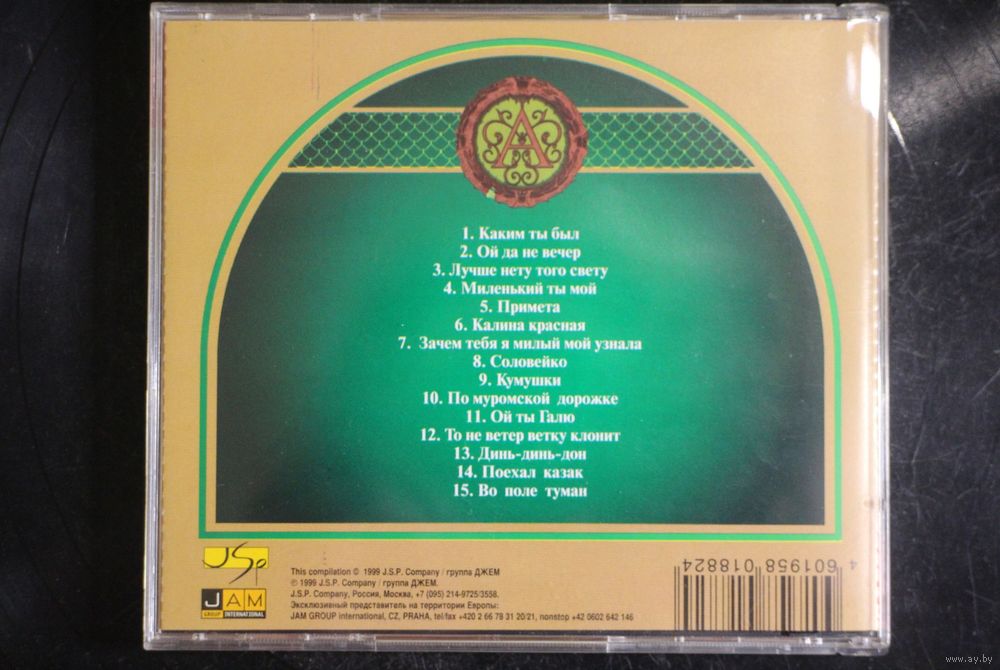 A
1. Каким ты был
2. Ой да не вечер
3. Лучше нету того свету
4. Миленький ты мой
5. Примета
6. Калина красная
7. Зачем тебя я милый мой узнала
8. Соловейко
9. Кумушки
10. По муромской дорожке
11. Ой ты Галю
12. То не ветер ветку клонит
13. Динь-динь-дон
14. Поехал казак
15. Во поле туман
JSP
JAM
GROUP INTERNATIONAL
This compilation © 1999 J.S.P. Company / группа ДЖЕМ
℗ 1999 J.S.P. Company / группа ДЖЕМ.
J.S.P. Company, Россия, Москва, +7 (095) 214-9725/3558.
Эксклюзивный представитель на территории Европы:
JAM GROUP international, CZ, PRAHA, tel/fax +420 2 66 78 31 20/21, nonstop +42 0602 642 146
4 601958 018824
www.ay.by